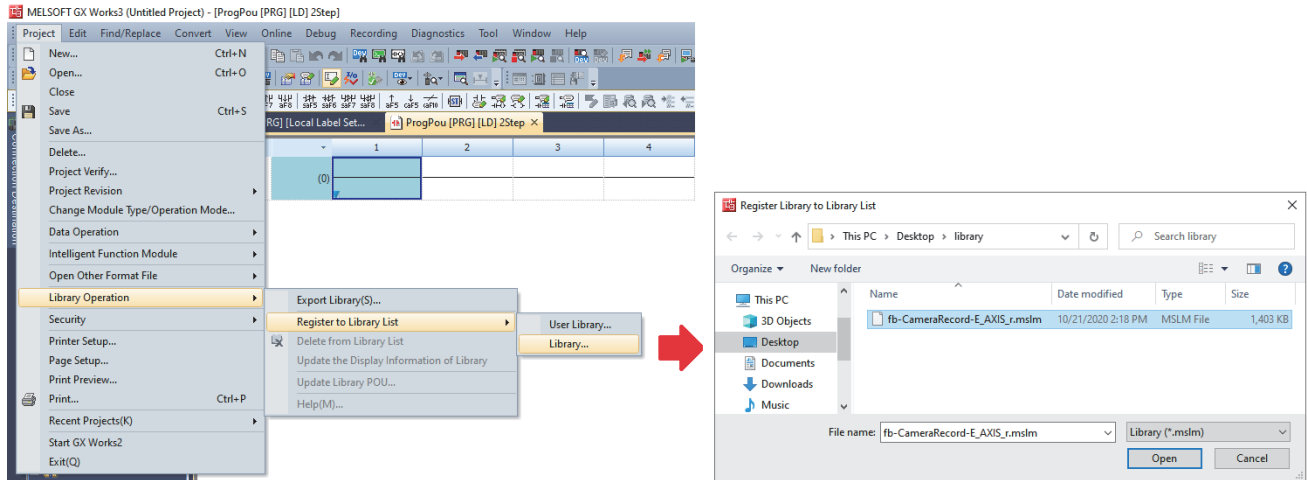 MELSOFT GX Works3 (Untitled Project) - [ProgPou [PRG] [LD] 2Step]
Project Edit Find/Replace Convert View Online Debug Recording Diagnostics Tool Window Help
New... Ctrl+N
Open... Ctrl+O
Close
Save Ctrl+S
Save As...
Delete...
Project Verify...
Project Revision
Change Module Type/Operation Mode...
Data Operation
Intelligent Function Module
Open Other Format File
Library Operation
Security
Printer Setup...
Page Setup...
Print Preview...
Print... Ctrl+P
Recent Projects(K)
Start GX Works2
Exit(Q)
RG] [Local Label Set...
ProgPou [PRG] [LD] 2Step
1 2 3 4
(0)
Export Library(S)...
Register to Library List
Delete from Library List
Update the Display Information of Library
Update Library POU...
Help(M)...
User Library...
Library...
Register Library to Library List
This PC > Desktop > library
Search library
Organize New folder
Name Date modified Type Size
fb-CameraRecord-E_AXIS_r.mslm 10/21/2020 2:18 PM MSLM File 1,403 KB
This PC
3D Objects
Desktop
Documents
Downloads
Music
File name: fb-CameraRecord-E_AXIS_r.mslm Library (*.mslm)
Open Cancel